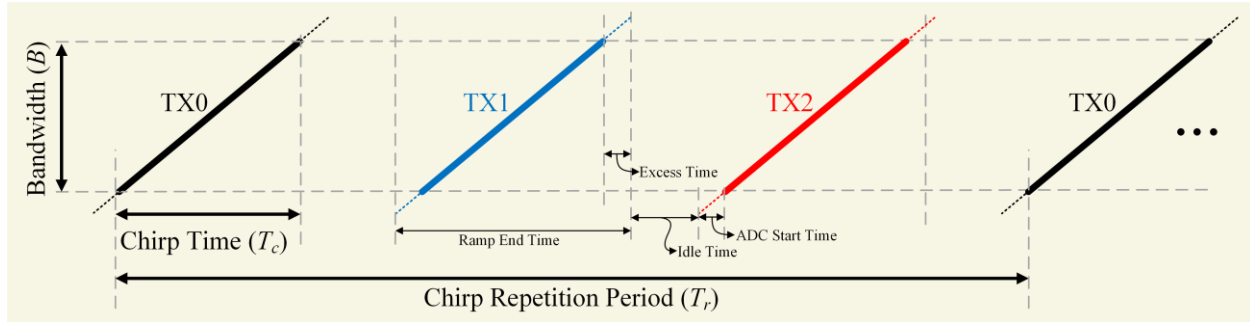 Bandwidth (B)
TX0
TX1
TX2
TX0
Excess Time
Chirp Time (Tc)
Ramp End Time
Idle Time
ADC Start Time
Chirp Repetition Period (Tr)